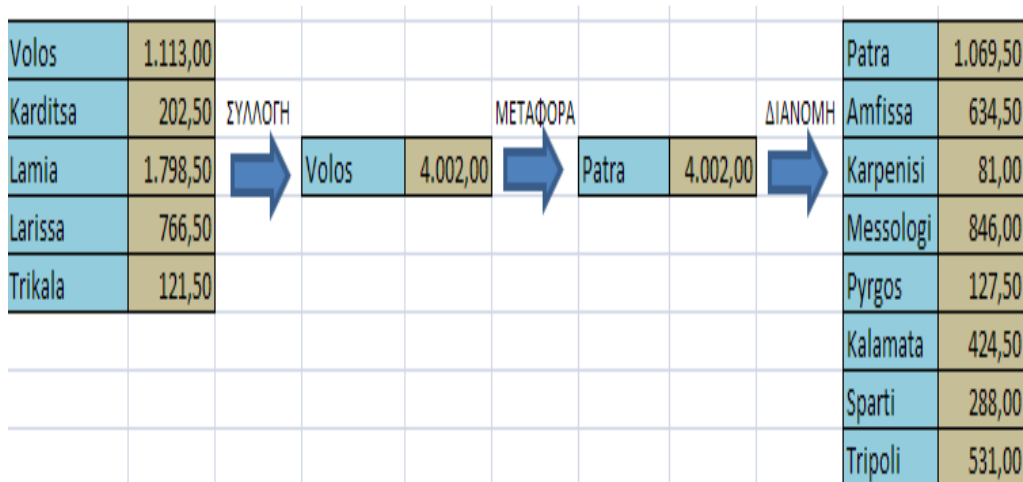 Volos 1.113,00 Patra 1.069,50
Karditsa 202,50 ΣΥΛΛΟΓΗ ΜΕΤΑΦΟΡΑ ΔΙΑΝΟΜΗ Amfissa 634,50
Lamia 1.798,50 Volos 4.002,00 Patra 4.002,00 Karpenisi 81,00
Larissa 766,50 Messologi 846,00
Trikala 121,50 Pyrgos 127,50
Kalamata 424,50
Sparti 288,00
Tripoli 531,00